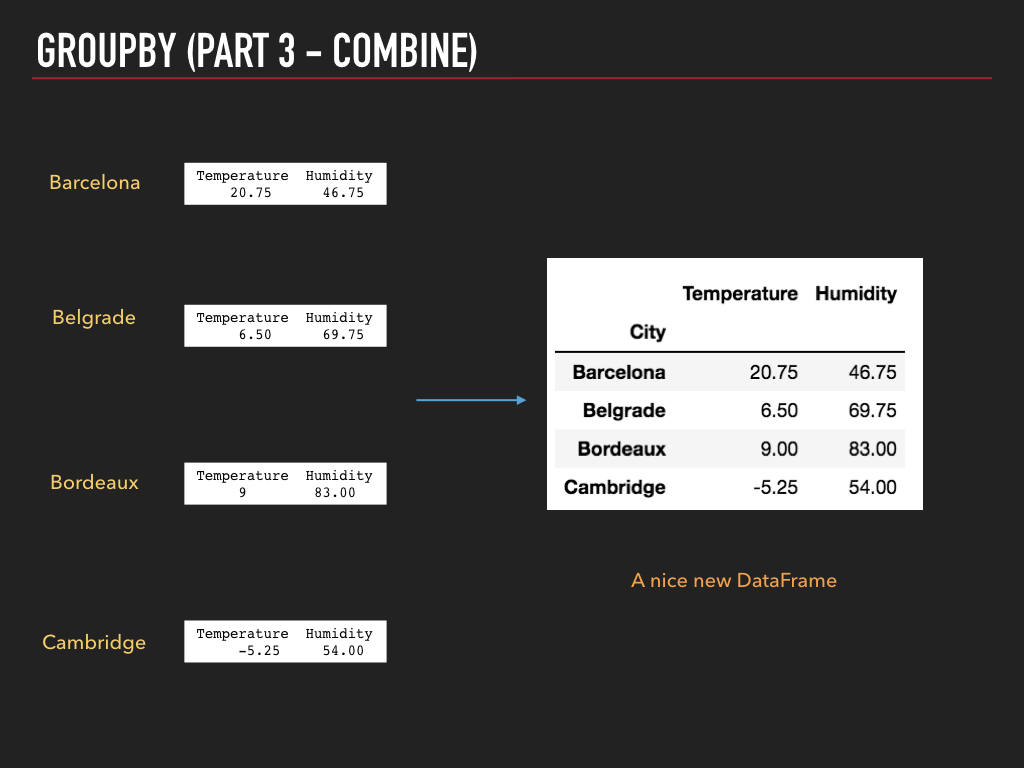 GROUPBY (PART 3 – COMBINE)
Barcelona
Temperature Humidity
20.75 46.75
Belgrade
Temperature Humidity
6.50 69.75
Bordeaux
Temperature Humidity
9 83.00
Cambridge
Temperature Humidity
-5.25 54.00
Temperature Humidity
City
Barcelona 20.75 46.75
Belgrade 6.50 69.75
Bordeaux 9.00 83.00
Cambridge -5.25 54.00
A nice new DataFrame